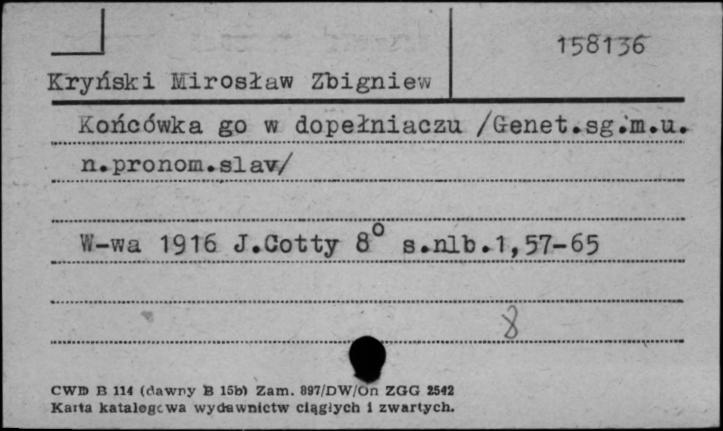 158136
Kryński Mirosław Zbigniew
Końcówka go w dopełniaczu /Genet.sg.m.u.
n.pronom.slav/
W-wa 1916 J.Cotty 8° s.nlb.1,57-65
8
CWD B 114 (dawny B 15b) Zam. 897/DW/On ZGG 2542
Karta katalogowa wydawnictw ciągłych i zwartych.